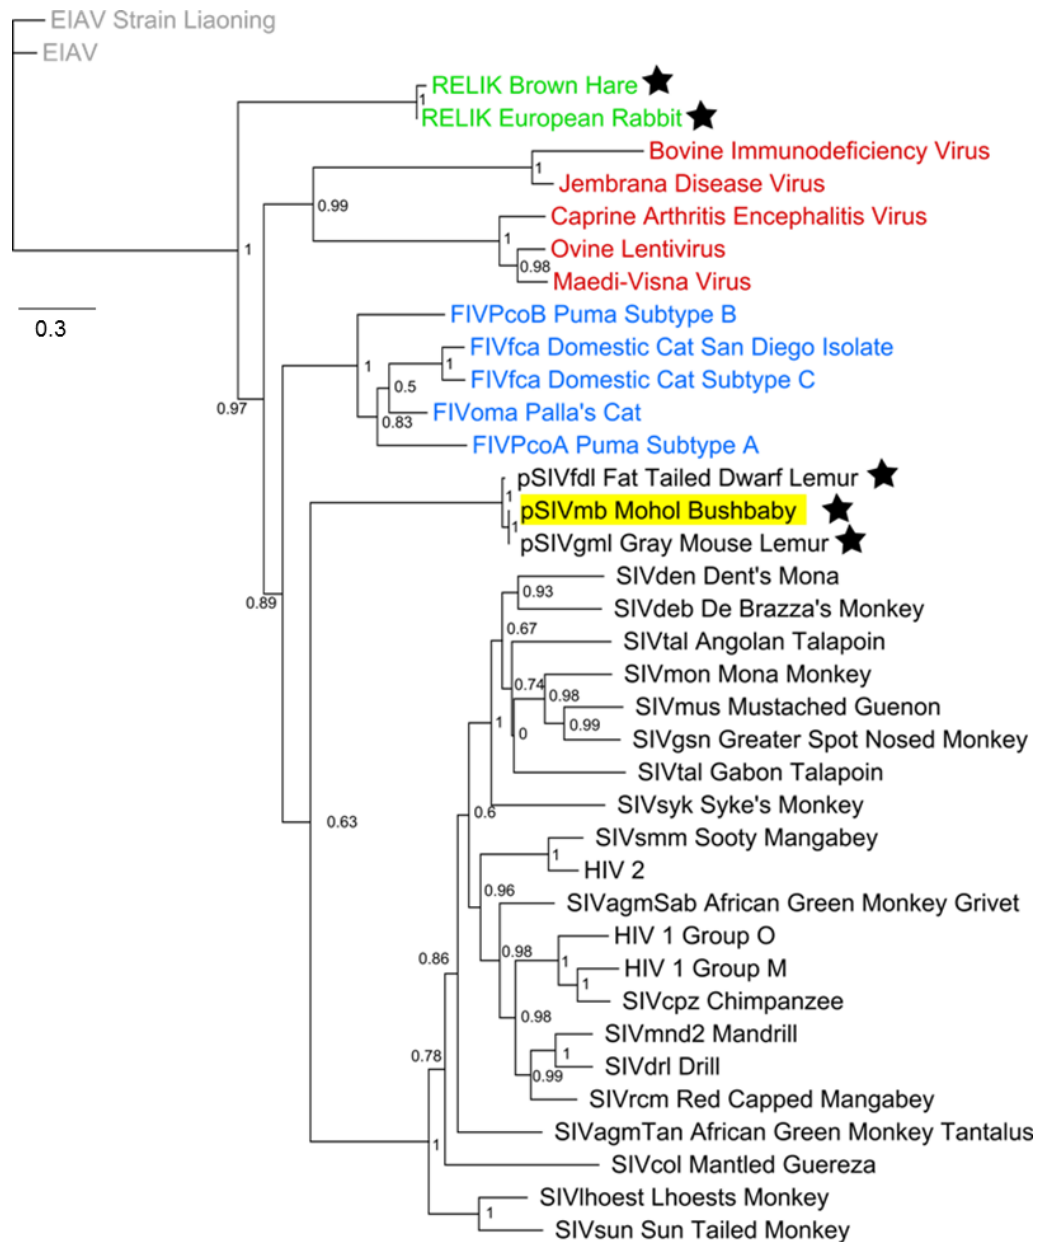 EIAV Strain Liaoning
EIAV
RELIK Brown Hare
1
RELIK European Rabbit
Bovine Immunodeficiency Virus
1
Jembrana Disease Virus
0.99
Caprine Arthritis Encephalitis Virus
1
Ovine Lentivirus
0.98
Maedi-Visna Virus
1
0.3
FIVPcoB Puma Subtype B
FIVfca Domestic Cat San Diego Isolate
1
1
FIVfca Domestic Cat Subtype C
0.5
FIVoma Palla's Cat
0.97
0.83
FIVPcoA Puma Subtype A
pSIVfdl Fat Tailed Dwarf Lemur
1
pSIVmb Mohol Bushbaby
1
pSIVgml Gray Mouse Lemur
SIVden Dent's Mona
0.93
0.89
SIVdeb De Brazza's Monkey
0.67
SIVtal Angolan Talapoin
SIVmon Mona Monkey
0.74
0.98
SIVmus Mustached Guenon
1
0.99
0
SIVgsn Greater Spot Nosed Monkey
SIVtal Gabon Talapoin
SIVsyk Syke's Monkey
0.6
0.63
SIVsmm Sooty Mangabey
1
HIV 2
0.96
SIVagmSab African Green Monkey Grivet
HIV 1 Group O
0.98
0.86
1
HIV 1 Group M
1
SIVcpz Chimpanzee
0.98
SIVmnd2 Mandrill
0.78
1
SIVdrl Drill
0.99
SIVrcm Red Capped Mangabey
SIVagmTan African Green Monkey Tantalus
1
SIVcol Mantled Guereza
SIVlhoest Lhoests Monkey
1
SIVsun Sun Tailed Monkey